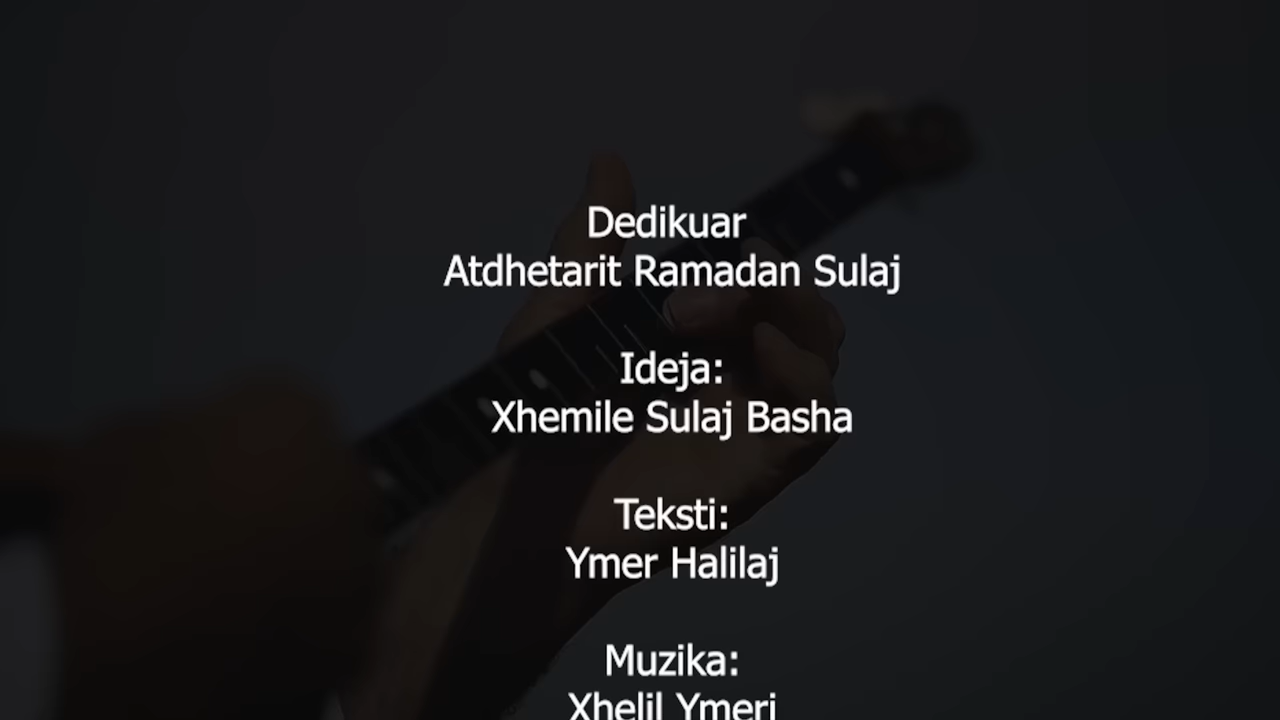 Dedikuar
Atdhetarit Ramadan Sulaj
Ideja:
Xhemile Sulaj Basha
Teksti:
Ymer Halilaj
Muzika:
Xhelil Ymeri